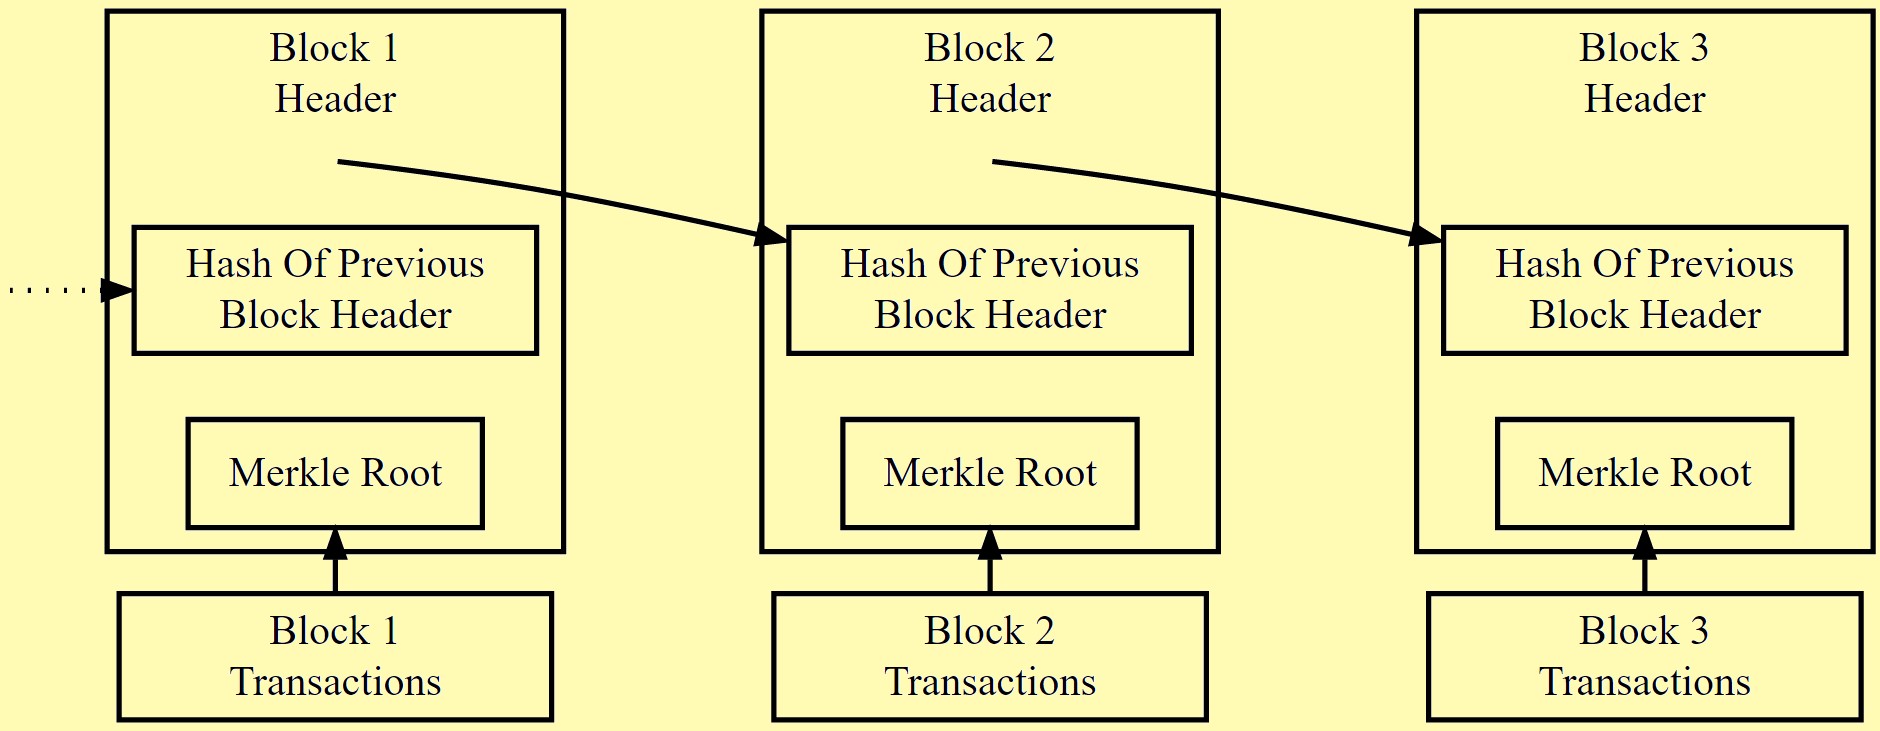 Block 1
Header
Hash Of Previous
Block Header
Merkle Root
Block 1
Transactions
Block 2
Header
Hash Of Previous
Block Header
Merkle Root
Block 2
Transactions
Block 3
Header
Hash Of Previous
Block Header
Merkle Root
Block 3
Transactions